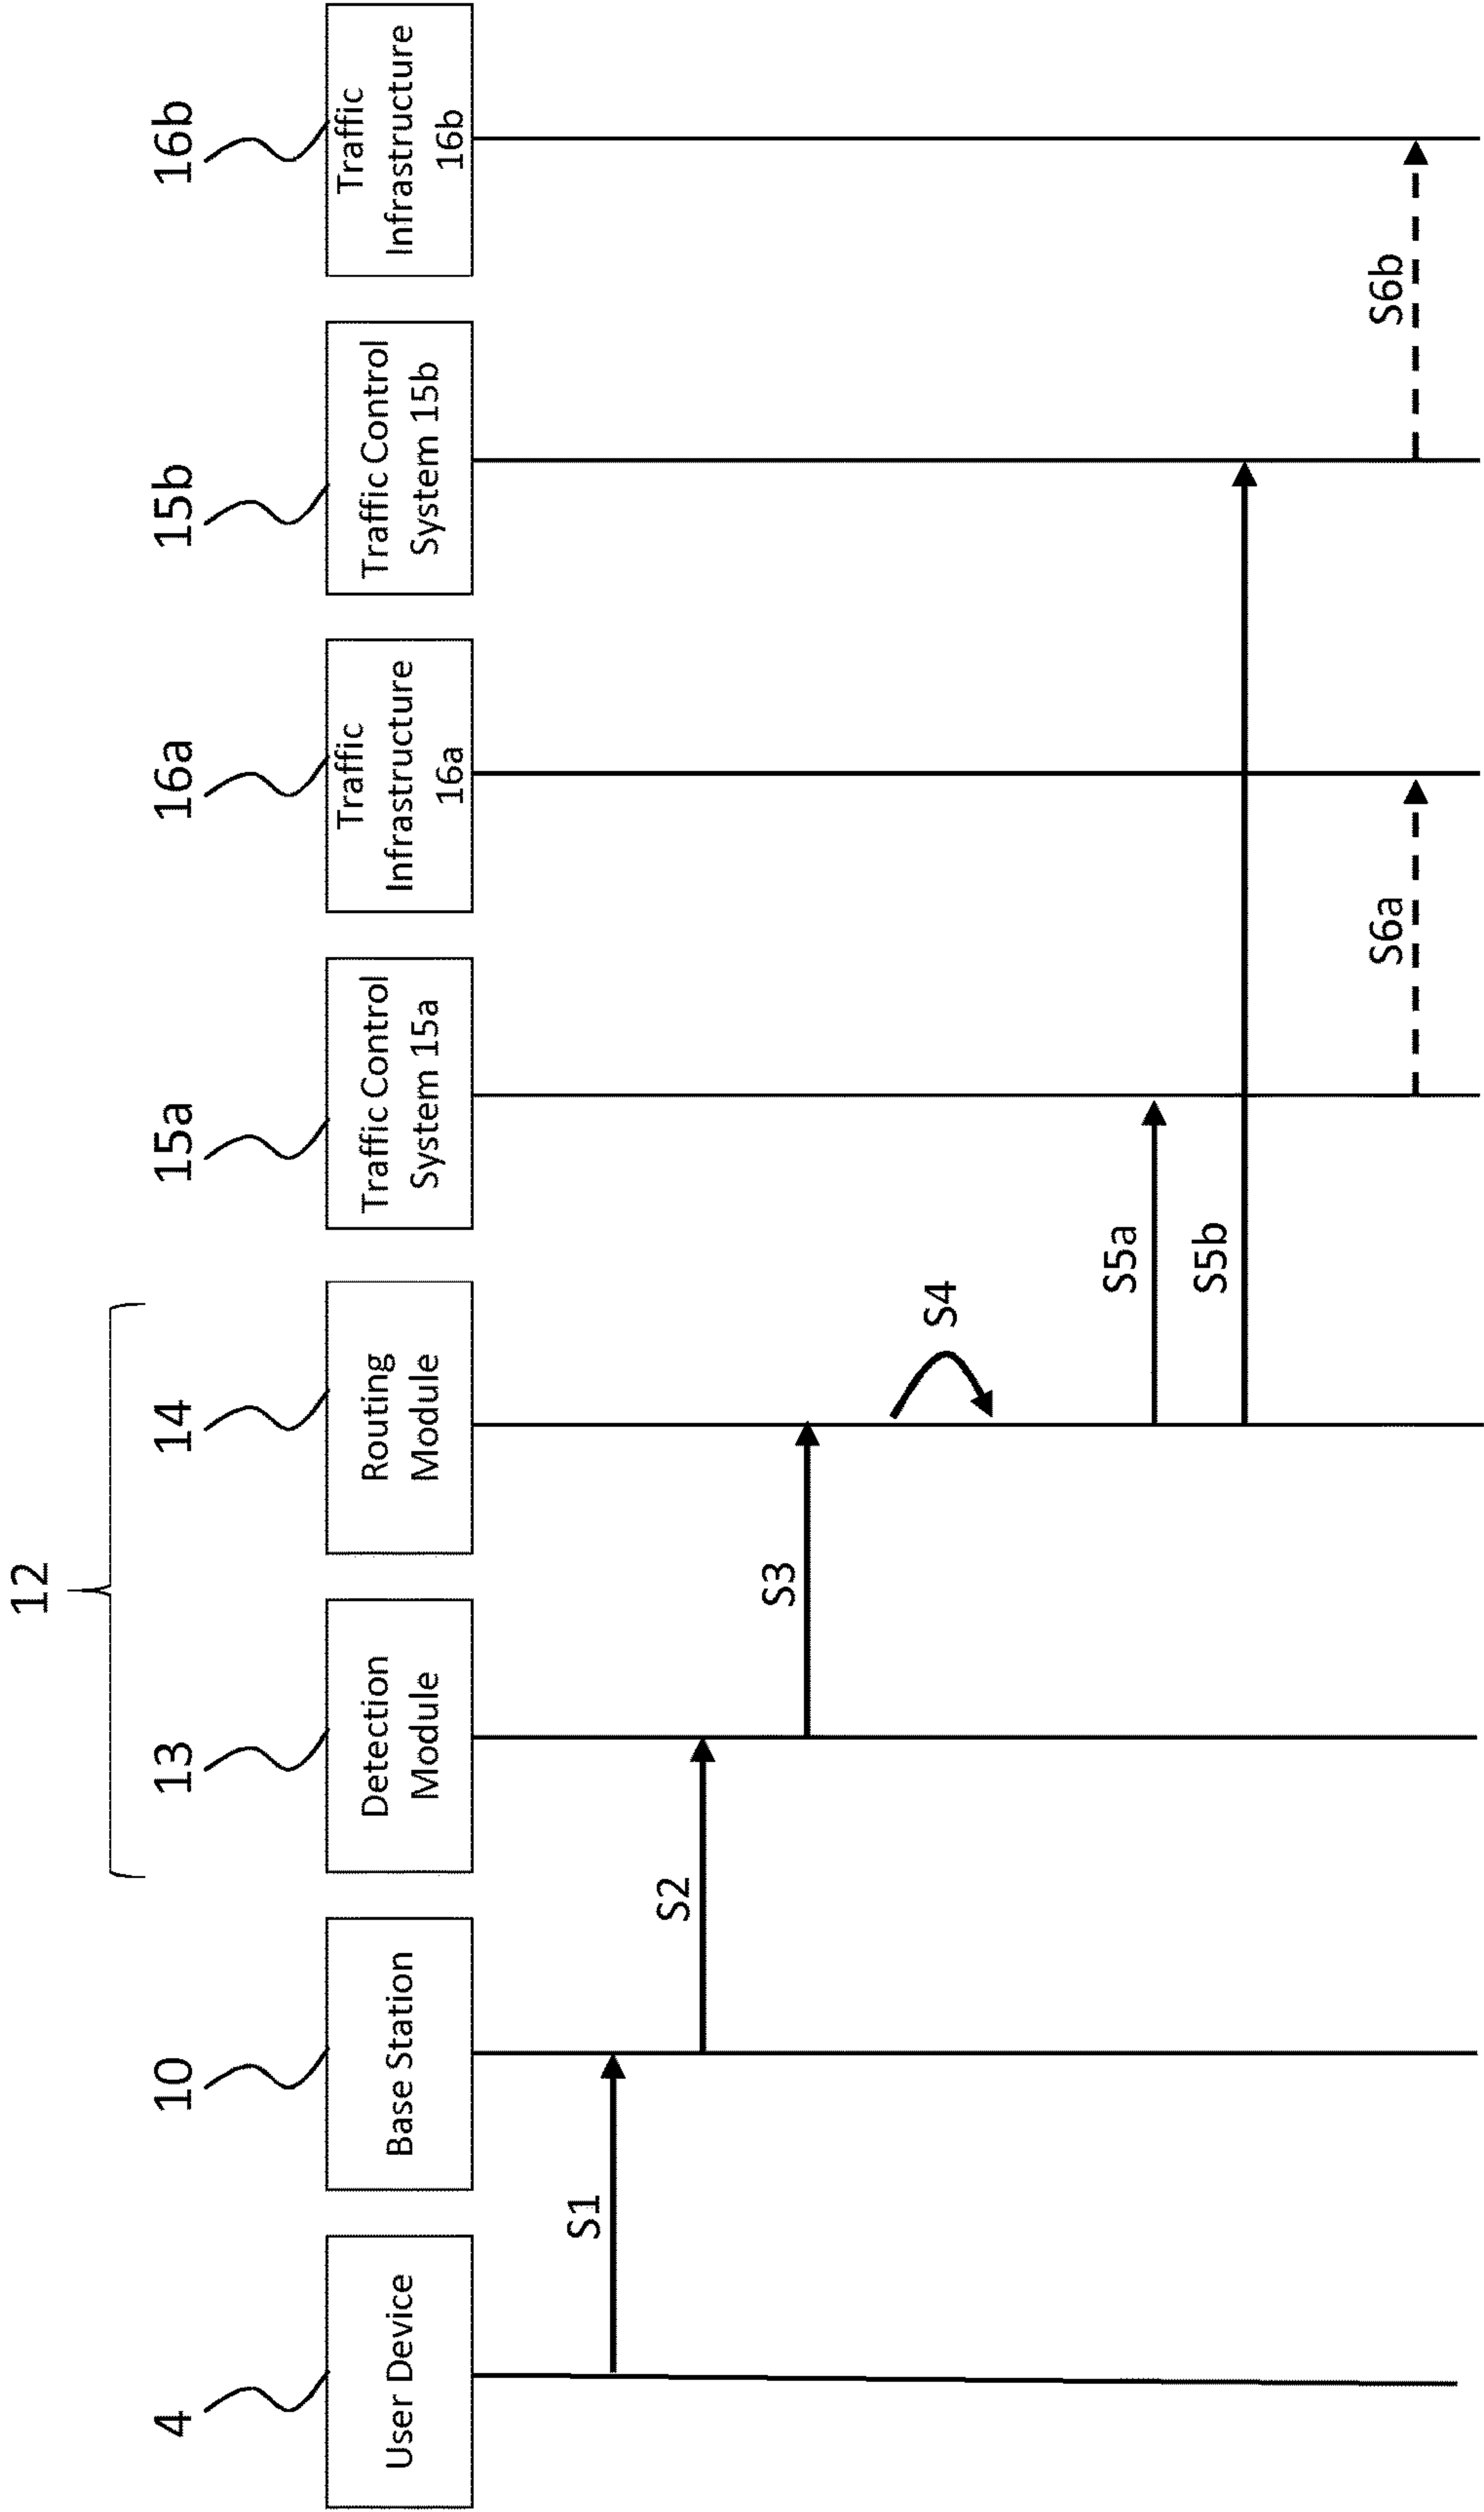 12
4
10
13
14
15a
16a
15b
16b
User Device
Base Station
Detection
Module
Routing
Module
Traffic Control
System 15a
Traffic
Infrastructure
16a
Traffic Control
System 15b
Traffic
Infrastructure
16b
S1
S2
S3
S4
S5a
S5b
S6a
S6b